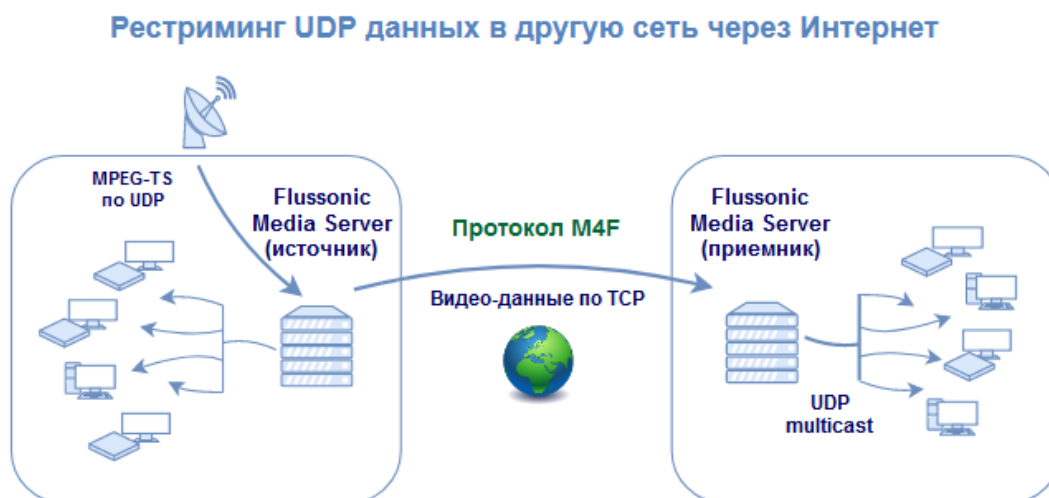 Рестриминг UDP данных в другую сеть через Интернет
MPEG-TS
по UDP
Flussonic
Media Server
(источник)
Протокол M4F
Видео-данные по TCP
Flussonic
Media Server
(приемник)
UDP
multicast